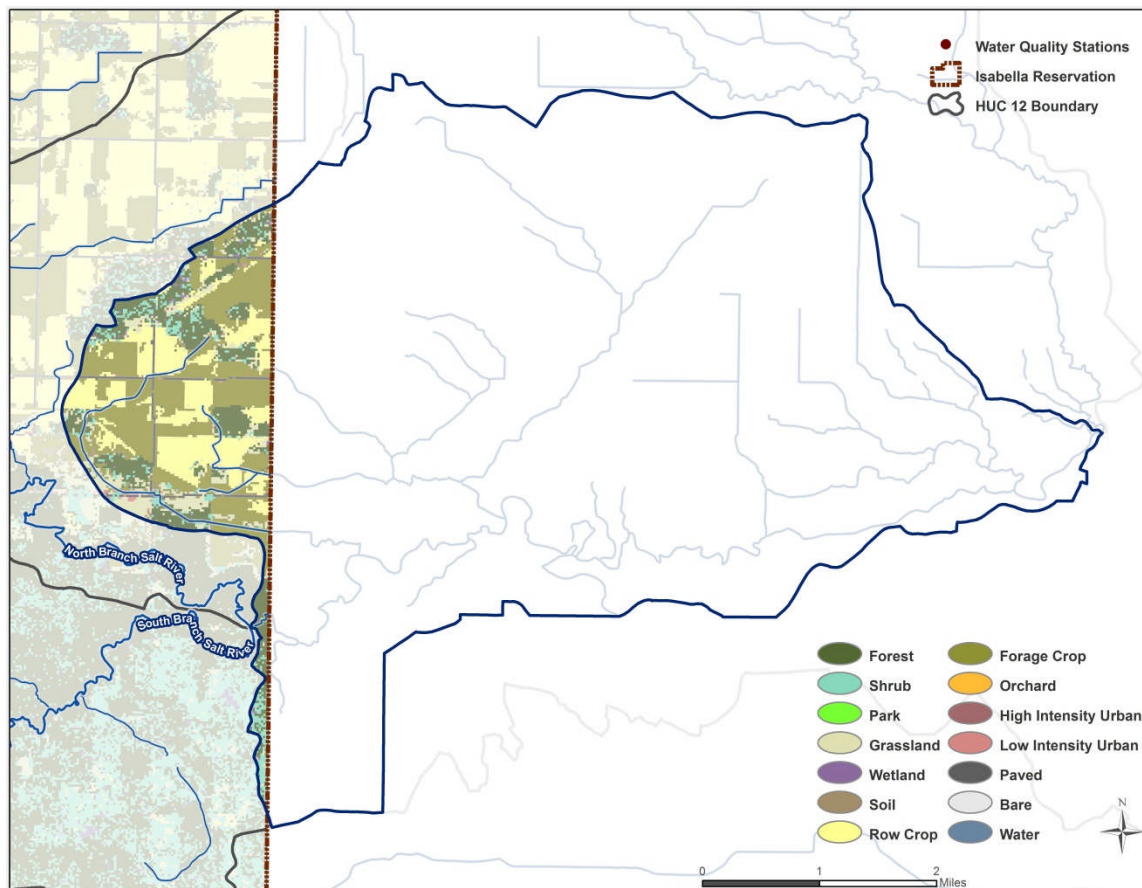 Water Quality Stations
Isabella Reservation
HUC 12 Boundary
North Branch Salt River
South Branch Salt River
Forest
Forage Crop
Shrub
Orchard
Park
High Intensity Urban
Grassland
Low Intensity Urban
Wetland
Paved
Soil
Bare
Row Crop
Water
N
0 1 2
Miles